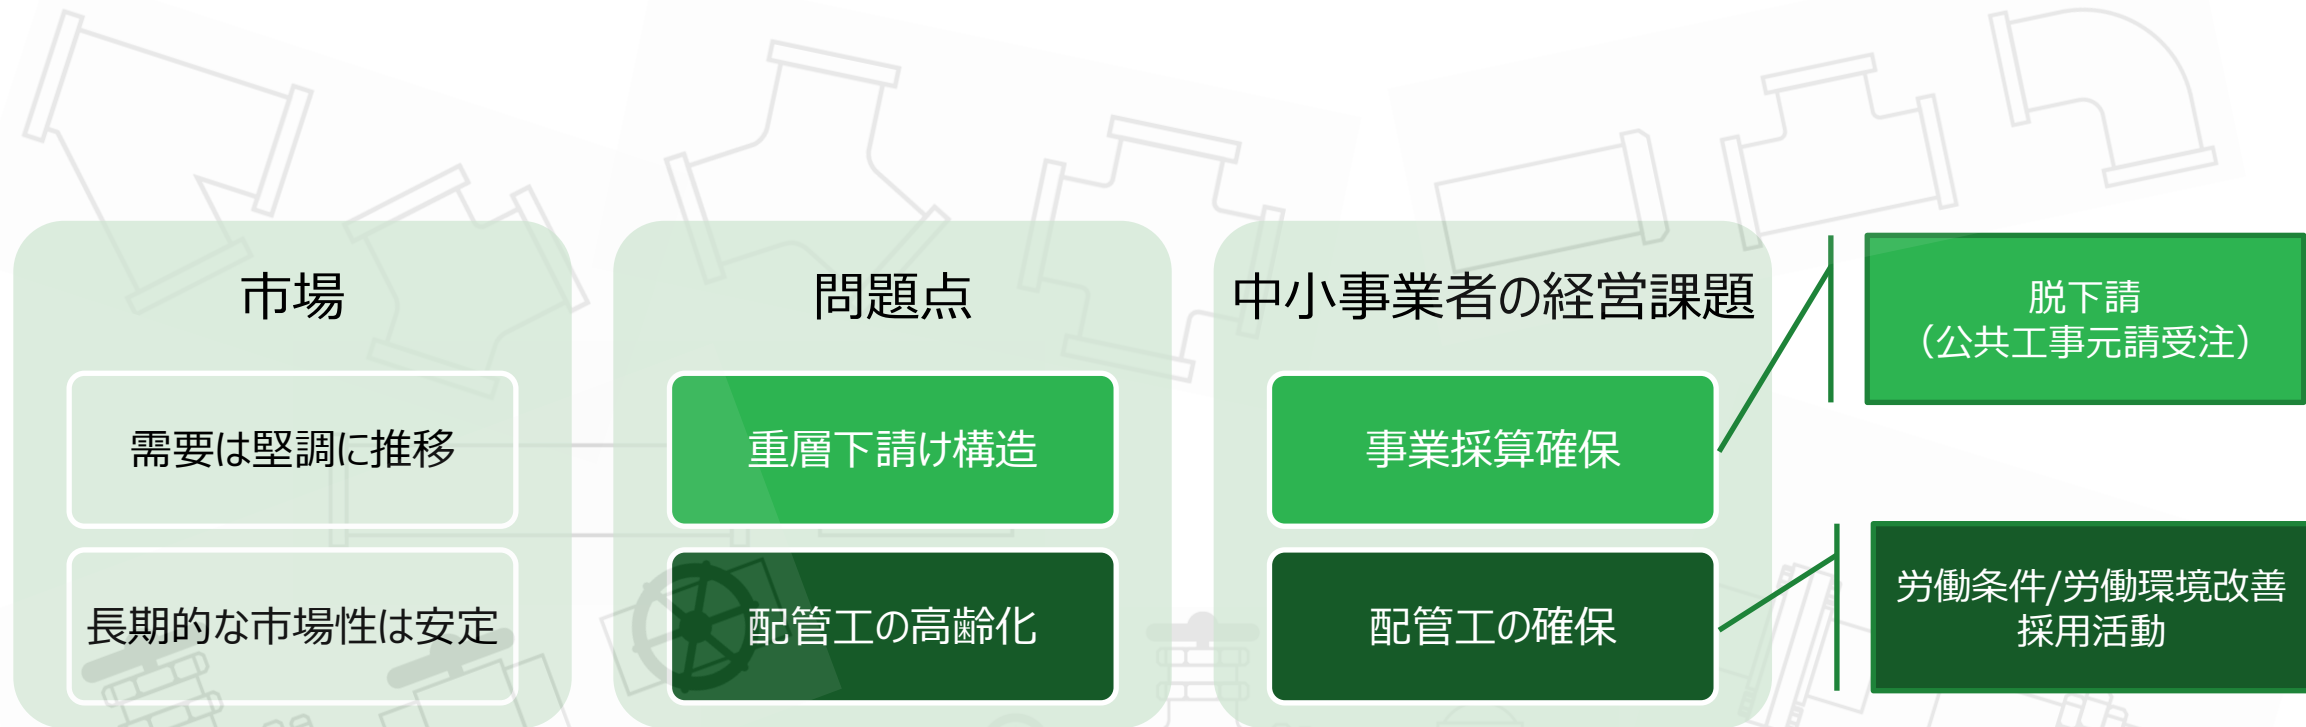 市場
需要は堅調に推移
長期的な市場性は安定
問題点
重層下請け構造
配管工の高齢化
中小事業者の経営課題
事業採算確保
配管工の確保
脱下請
（公共工事元請受注）
労働条件/労働環境改善
採用活動